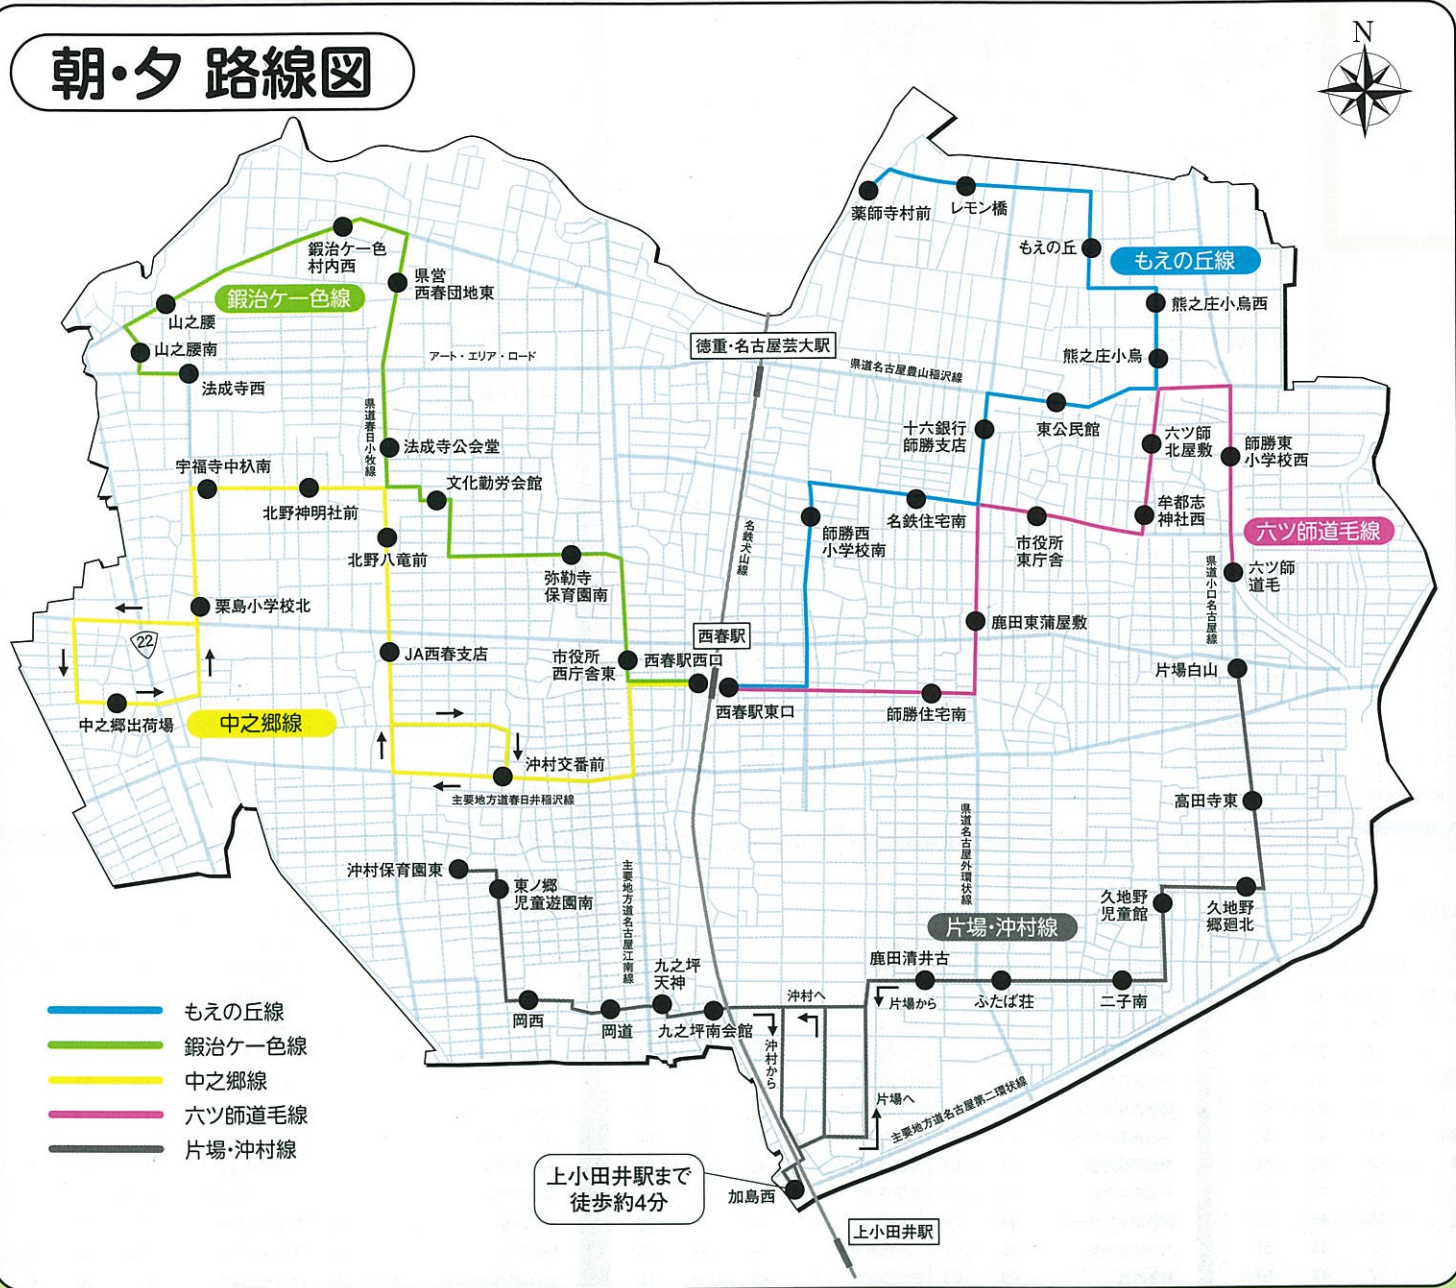 朝・夕 路線図
N
薬師寺村前
レモン橋
もえの丘
もえの丘線
熊之庄小鳥西
熊之庄小鳥
鍜治ケ一色
村内西
県営
西春団地東
鍜治ケ一色線
山之腰
山之腰南
法成寺西
アート・エリア・ロード
徳重・名古屋芸大駅
県道名古屋豊山稲沢線
県道春日小牧線
法成寺公会堂
文化勤労会館
宇福寺中杁南
北野神明社前
北野八竜前
十六銀行
師勝支店
東公民館
六ツ師
北屋敷
師勝東
小学校西
名鉄住宅南
師勝西
小学校南
市役所
東庁舎
牟都志
神社西
六ツ師道毛線
名鉄犬山線
県道小口名古屋線
六ツ師
道毛
弥勒寺
保育園南
栗島小学校北
22
鹿田東蒲屋敷
西春駅
JA西春支店
市役所
西庁舎東
西春駅西口
西春駅東口
師勝住宅南
片場白山
中之郷出荷場
中之郷線
沖村交番前
主要地方道春日井稲沢線
高田寺東
沖村保育園東
東ノ郷
児童遊園南
主要地方道名古屋江南線
県道名古屋外環状線
久地野
児童館
久地野
郷廻北
片場・沖村線
鹿田清井古
ふたば荘
二子南
九之坪
天神
岡西
岡道
九之坪南会館
沖村へ
片場から
沖村から
片場へ
主要地方道名古屋第二環状線
もえの丘線
鍜治ケ一色線
中之郷線
六ツ師道毛線
片場・沖村線
上小田井駅まで
徒歩約4分
加島西
上小田井駅